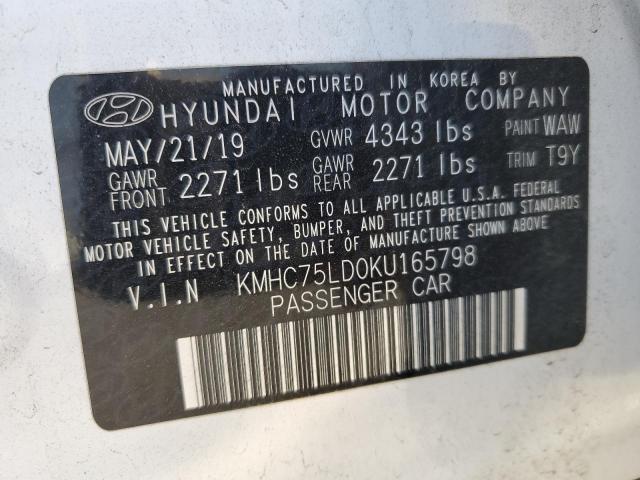 MANUFACTURED IN KOREA BY
HYUNDAI MOTOR COMPANY
MAY/21/19 GVWR 4343 lbs PAINT WAW
GAWR FRONT 2271 lbs GAWR REAR 2271 lbs TRIM T9Y
THIS VEHICLE CONFORMS TO ALL APPLICABLE U.S.A. FEDERAL
MOTOR VEHICLE SAFETY, BUMPER, AND THEFT PREVENTION STANDARDS
IN EFFECT ON THE DATE OF MANUFACTURE SHOWN ABOVE.
V.I.N KMHC75LD0KU165798
PASSENGER CAR